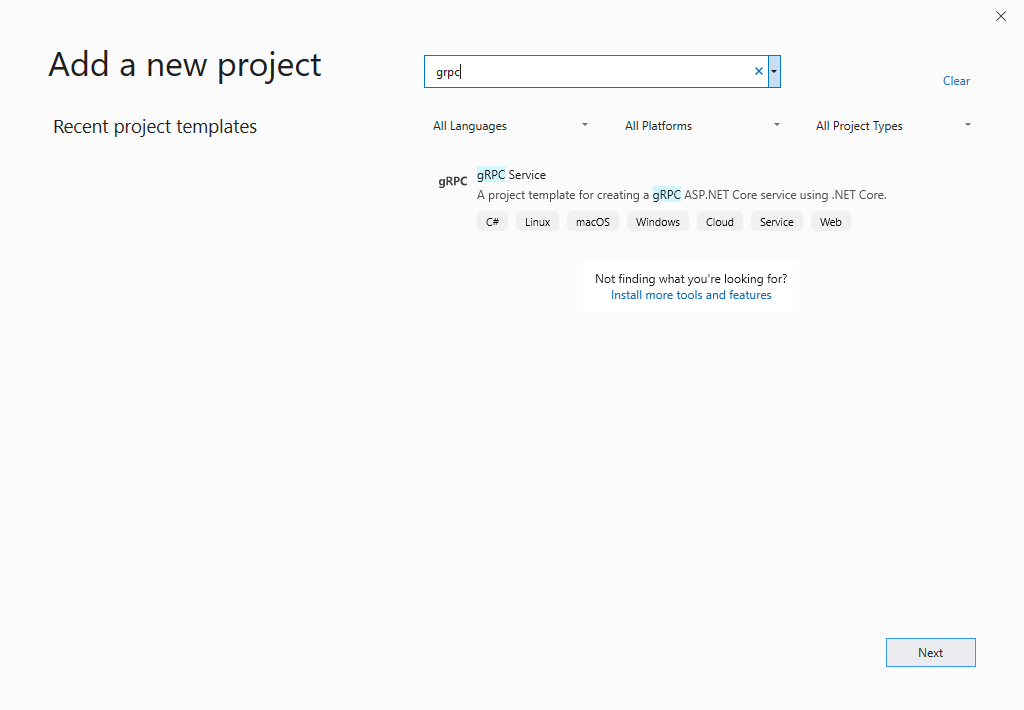 Add a new project
grpc
Clear
Recent project templates
All Languages
All Platforms
All Project Types
gRPC
gRPC Service
A project template for creating a gRPC ASP.NET Core service using .NET Core.
C# Linux macOS Windows Cloud Service Web
Not finding what you're looking for?
Install more tools and features
Next